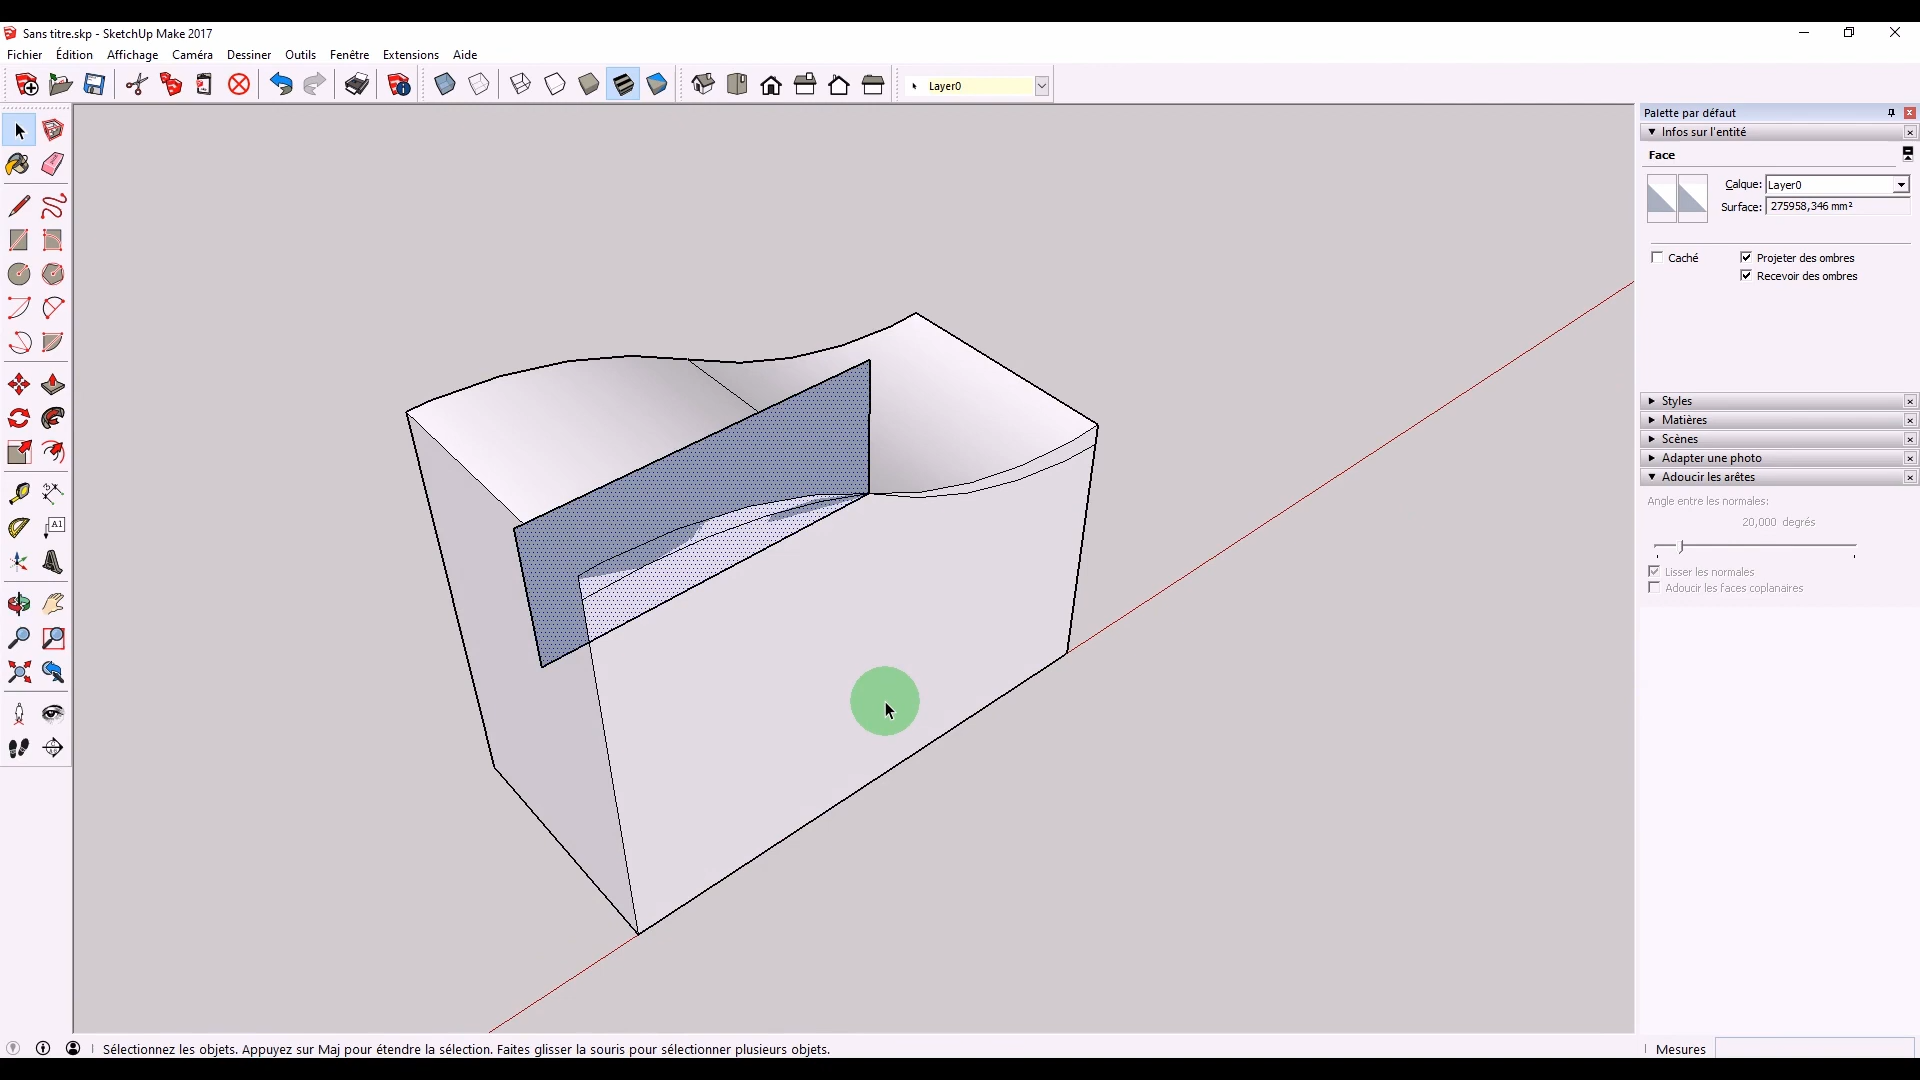 Sans titre.skp - SketchUp Make 2017
Fichier Édition Affichage Caméra Dessiner Outils Fenêtre Extensions Aide
Layer0
A1
Palette par défaut
Infos sur l'entité
Face
Calque: Layer0
Surface: 275958,346 mm²
Caché
Projeter des ombres
Recevoir des ombres
Styles
Matières
Scènes
Adapter une photo
Adoucir les arêtes
Angle entre les normales:
20,000 degrés
Lisser les normales
Adoucir les faces coplanaires
Sélectionnez les objets. Appuyez sur Maj pour étendre la sélection. Faites glisser la souris pour sélectionner plusieurs objets.
Mesures